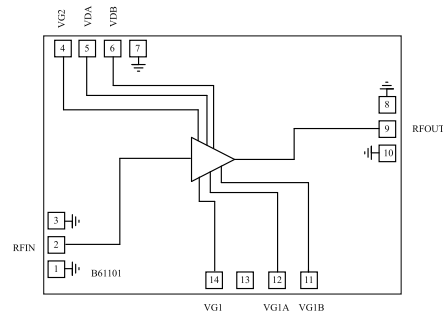 VG2 VDA VDB
4 5 6 7
8
9 RFOUT
10
3
RFIN 2
1 B61101
14 13 12 11
VG1 VG1A VG1B